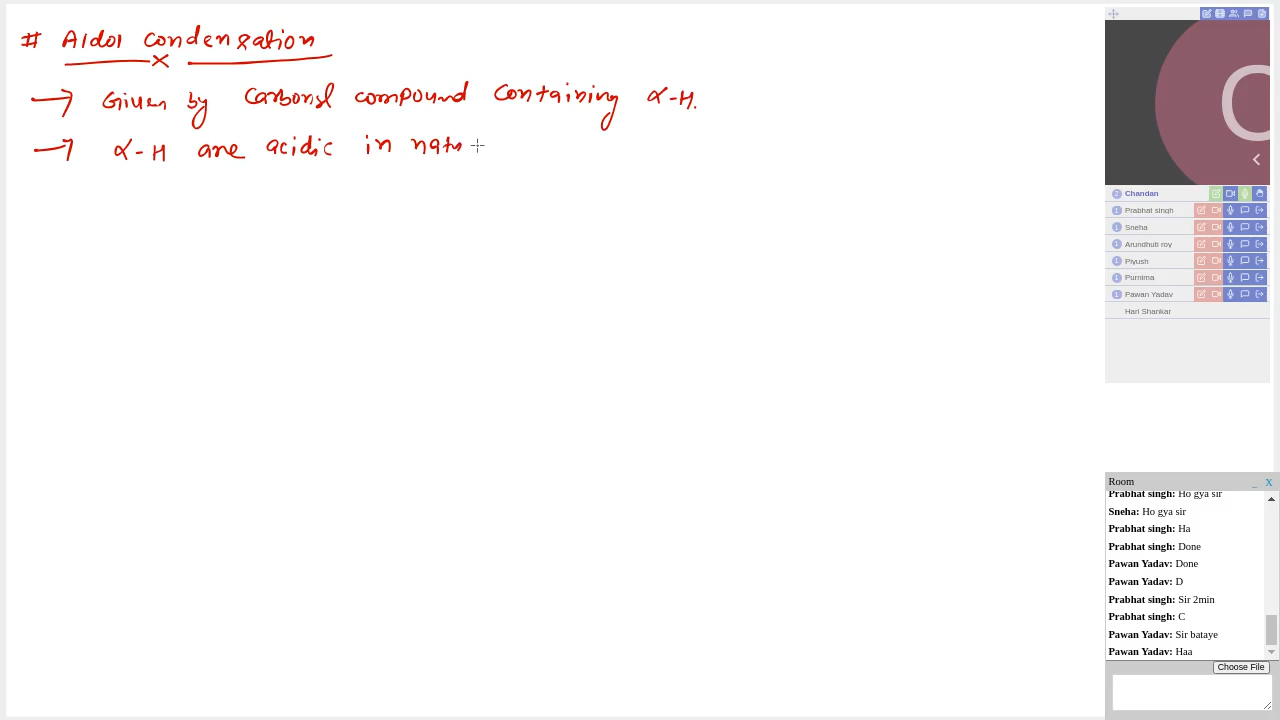 # Aldol condensation
→ Given by Carbonyl compound containing α-H.
→ α-H are acidic in natu
Chandan
Prabhat singh
Sneha
Arundhuti roy
Piyush
Purnima
Pawan Yadav
Hari Shankar
Room _ X
Prabhat singh: Ho gya sir
Sneha: Ho gya sir
Prabhat singh: Ha
Prabhat singh: Done
Pawan Yadav: Done
Pawan Yadav: D
Prabhat singh: Sir 2min
Prabhat singh: C
Pawan Yadav: Sir bataye
Pawan Yadav: Haa
Choose File